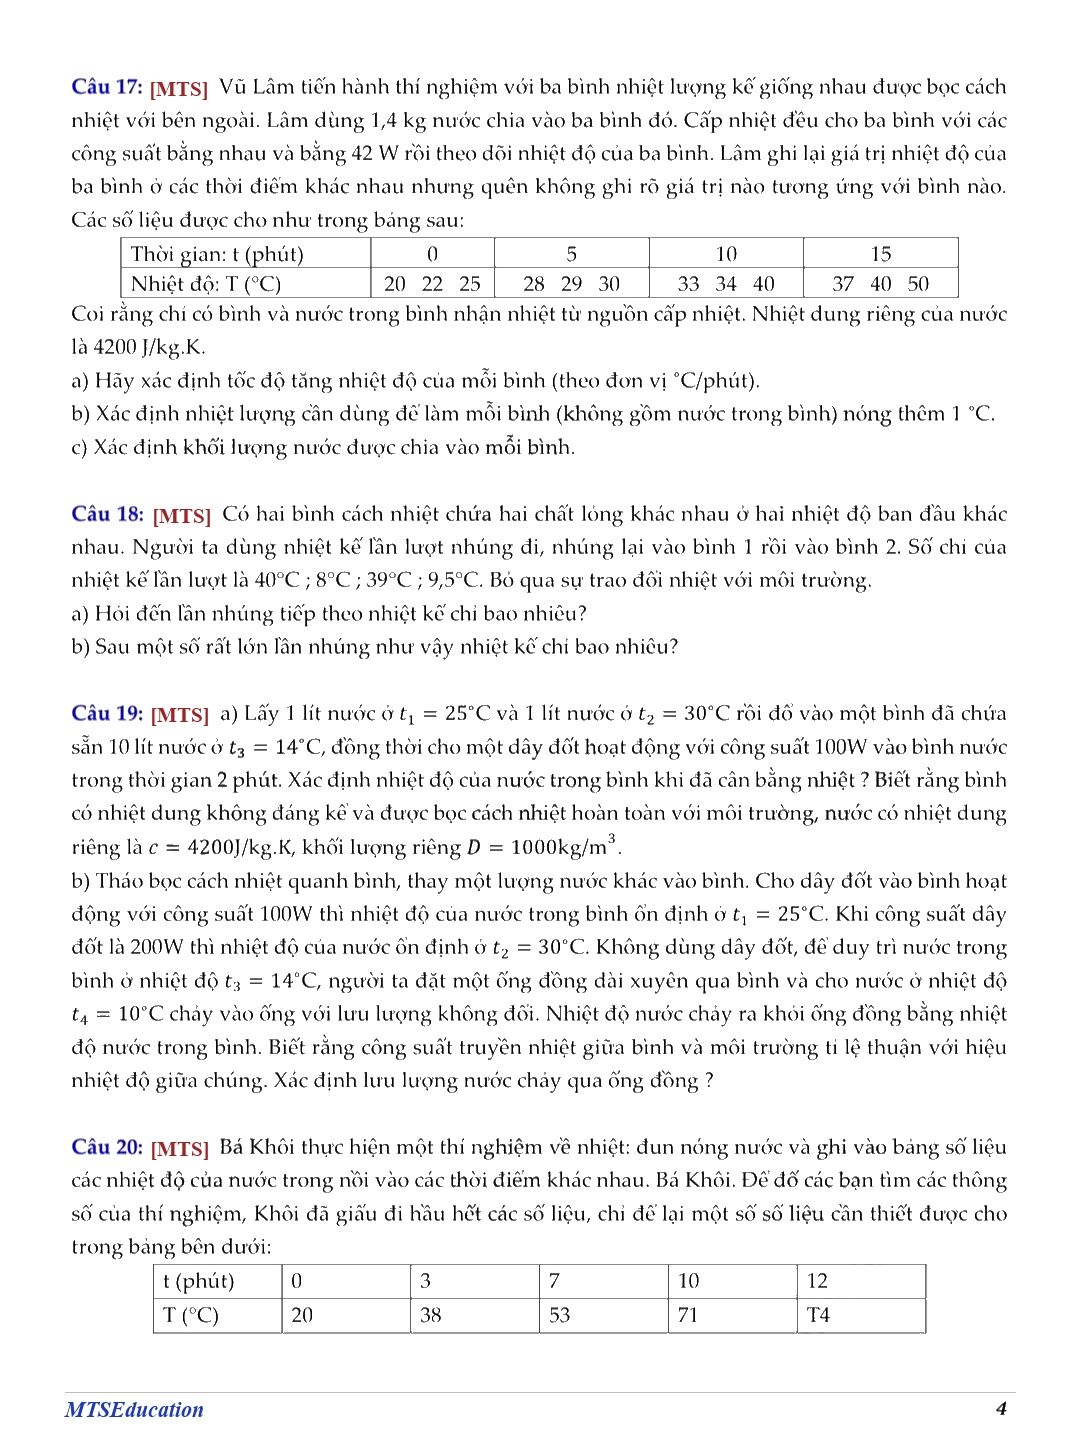 Câu 17: [MTS] Vũ Lâm tiến hành thí nghiệm với ba bình nhiệt lượng kế giống nhau được bọc cách
nhiệt với bên ngoài. Lâm dùng 1,4 kg nước chia vào ba bình đó. Cấp nhiệt đều cho ba bình với các
công suất bằng nhau và bằng 42 W rồi theo dõi nhiệt độ của ba bình. Lâm ghi lại giá trị nhiệt độ của
ba bình ở các thời điểm khác nhau nhưng quên không ghi rõ giá trị nào tương ứng với bình nào.
Các số liệu được cho như trong bảng sau:
Thời gian: t (phút) 0 5 10 15
Nhiệt độ: T (°C) 20 22 25 28 29 30 33 34 40 37 40 50
Coi rằng chỉ có bình và nước trong bình nhận nhiệt từ nguồn cấp nhiệt. Nhiệt dung riêng của nước
là 4200 J/kg.K.
a) Hãy xác định tốc độ tăng nhiệt độ của mỗi bình (theo đơn vị °C/phút).
b) Xác định nhiệt lượng cần dùng để làm mỗi bình (không gồm nước trong bình) nóng thêm 1 °C.
c) Xác định khối lượng nước được chia vào mỗi bình.
Câu 18: [MTS] Có hai bình cách nhiệt chứa hai chất lỏng khác nhau ở hai nhiệt độ ban đầu khác
nhau. Người ta dùng nhiệt kế lần lượt nhúng đi, nhúng lại vào bình 1 rồi vào bình 2. Số chỉ của
nhiệt kế lần lượt là 40°C ; 8°C ; 39°C ; 9,5°C. Bỏ qua sự trao đổi nhiệt với môi trường.
a) Hỏi đến lần nhúng tiếp theo nhiệt kế chỉ bao nhiêu?
b) Sau một số rất lớn lần nhúng như vậy nhiệt kế chỉ bao nhiêu?
Câu 19: [MTS] a) Lấy 1 lít nước ở t₁ = 25°C và 1 lít nước ở t₂ = 30°C rồi đổ vào một bình đã chứa
sẵn 10 lít nước ở t₃ = 14°C, đồng thời cho một dây đốt hoạt động với công suất 100W vào bình nước
trong thời gian 2 phút. Xác định nhiệt độ của nước trong bình khi đã cân bằng nhiệt ? Biết rằng bình
có nhiệt dung không đáng kể và được bọc cách nhiệt hoàn toàn với môi trường, nước có nhiệt dung
riêng là c = 4200J/kg.K, khối lượng riêng D = 1000kg/m³.
b) Tháo bọc cách nhiệt quanh bình, thay một lượng nước khác vào bình. Cho dây đốt vào bình hoạt
động với công suất 100W thì nhiệt độ của nước trong bình ổn định ở t₁ = 25°C. Khi công suất dây
đốt là 200W thì nhiệt độ của nước ổn định ở t₂ = 30°C. Không dùng dây đốt, để duy trì nước trong
bình ở nhiệt độ t₃ = 14°C, người ta đặt một ống đồng dài xuyên qua bình và cho nước ở nhiệt độ
t₄ = 10°C chảy vào ống với lưu lượng không đổi. Nhiệt độ nước chảy ra khỏi ống đồng bằng nhiệt
độ nước trong bình. Biết rằng công suất truyền nhiệt giữa bình và môi trường tỉ lệ thuận với hiệu
nhiệt độ giữa chúng. Xác định lưu lượng nước chảy qua ống đồng ?
Câu 20: [MTS] Bá Khôi thực hiện một thí nghiệm về nhiệt: đun nóng nước và ghi vào bảng số liệu
các nhiệt độ của nước trong nồi vào các thời điểm khác nhau. Bá Khôi. Để đố các bạn tìm các thông
số của thí nghiệm, Khôi đã giấu đi hầu hết các số liệu, chỉ để lại một số số liệu cần thiết được cho
trong bảng bên dưới:
t (phút) 0 3 7 10 12
T (°C) 20 38 53 71 T4
MTSEducation 4